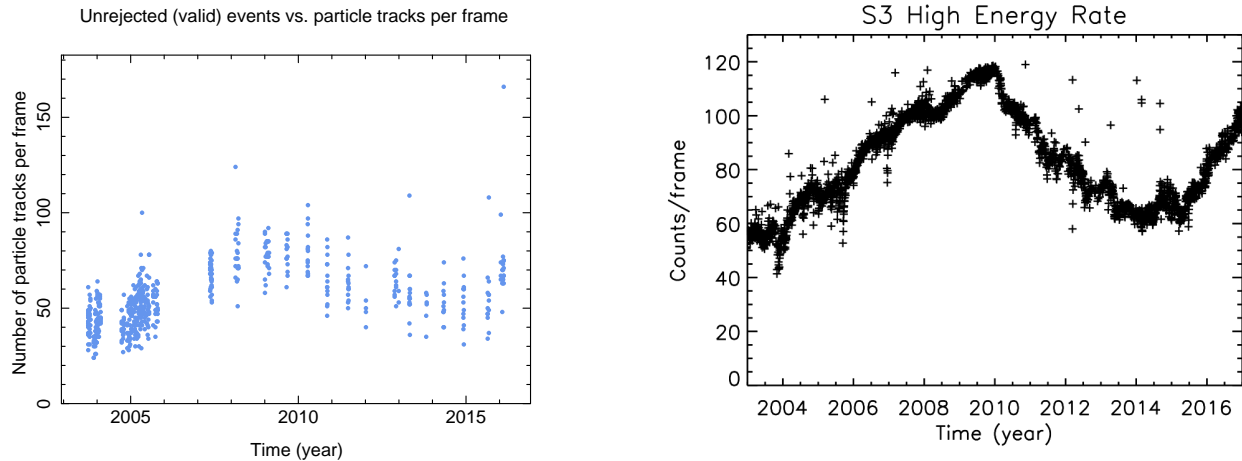 Unrejected (valid) events vs. particle tracks per frame
Number of particle tracks per frame
0
50
100
150
2005 2010 2015
Time (year)
S3 High Energy Rate
Counts/frame
120
100
80
60
40
20
0
2004 2006 2008 2010 2012 2014 2016
Time (year)